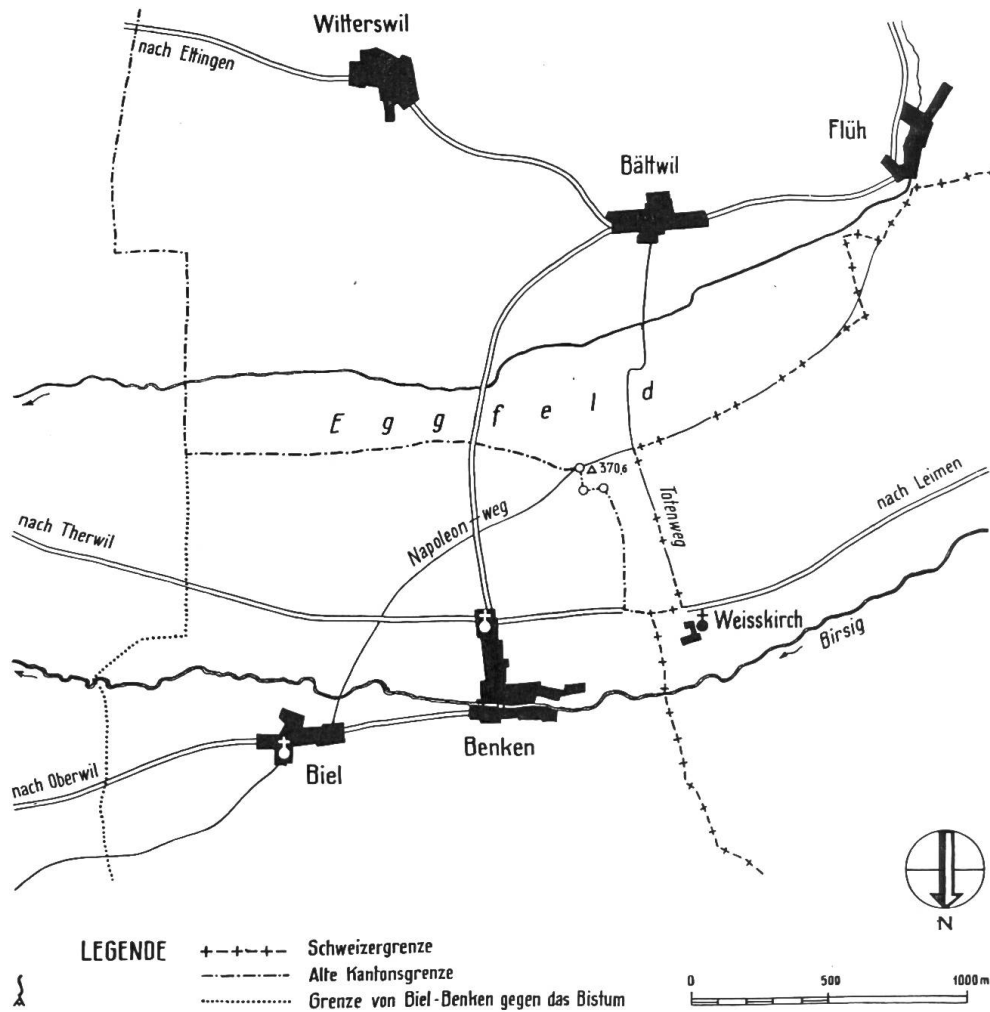 Witterswil
nach Ettingen
Flüh
Bättwil
Eggfeld
370,6
nach Therwil
Napoleon-weg
Totenweg
nach Leimen
Weisskirch
Birsig
Benken
Biel
nach Oberwil
N
LEGENDE
Schweizergrenze
Alte Kantonsgrenze
Grenze von Biel-Benken gegen das Bistum
0 500 1000 m